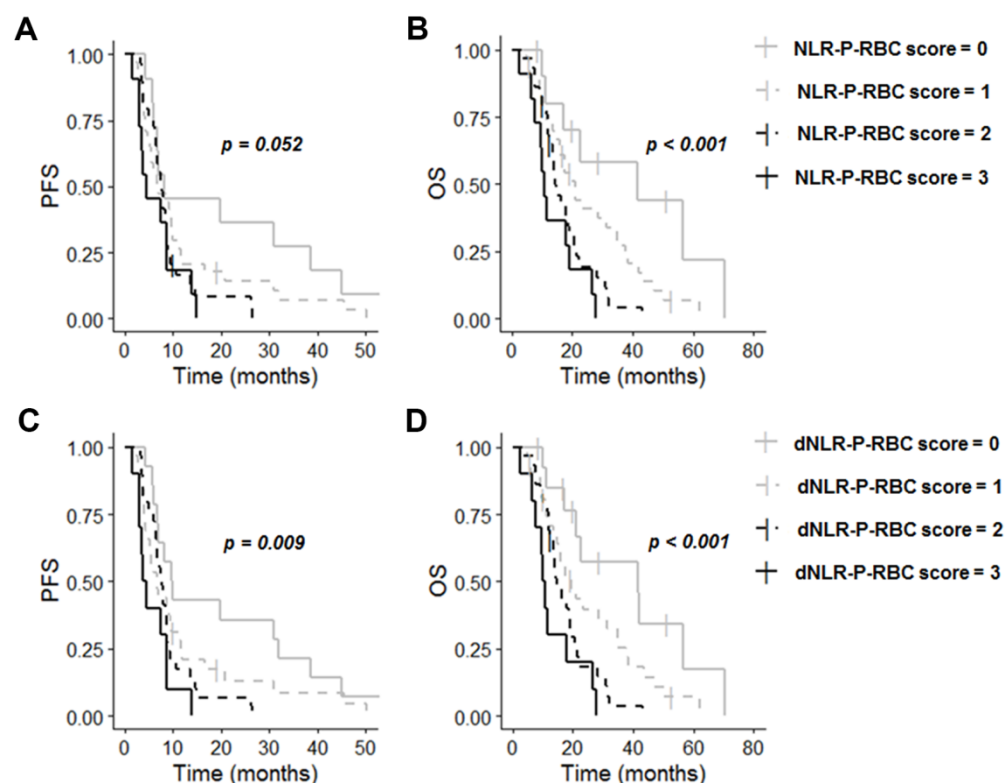 A
1.00
0.75
0.50
0.25
0.00
PFS
p = 0.052
0 10 20 30 40 50
Time (months)
B
1.00
0.75
0.50
0.25
0.00
OS
p < 0.001
0 20 40 60 80
Time (months)
NLR-P-RBC score = 0
NLR-P-RBC score = 1
NLR-P-RBC score = 2
NLR-P-RBC score = 3
C
1.00
0.75
0.50
0.25
0.00
PFS
p = 0.009
0 10 20 30 40 50
Time (months)
D
1.00
0.75
0.50
0.25
0.00
OS
p < 0.001
0 20 40 60 80
Time (months)
dNLR-P-RBC score = 0
dNLR-P-RBC score = 1
dNLR-P-RBC score = 2
dNLR-P-RBC score = 3